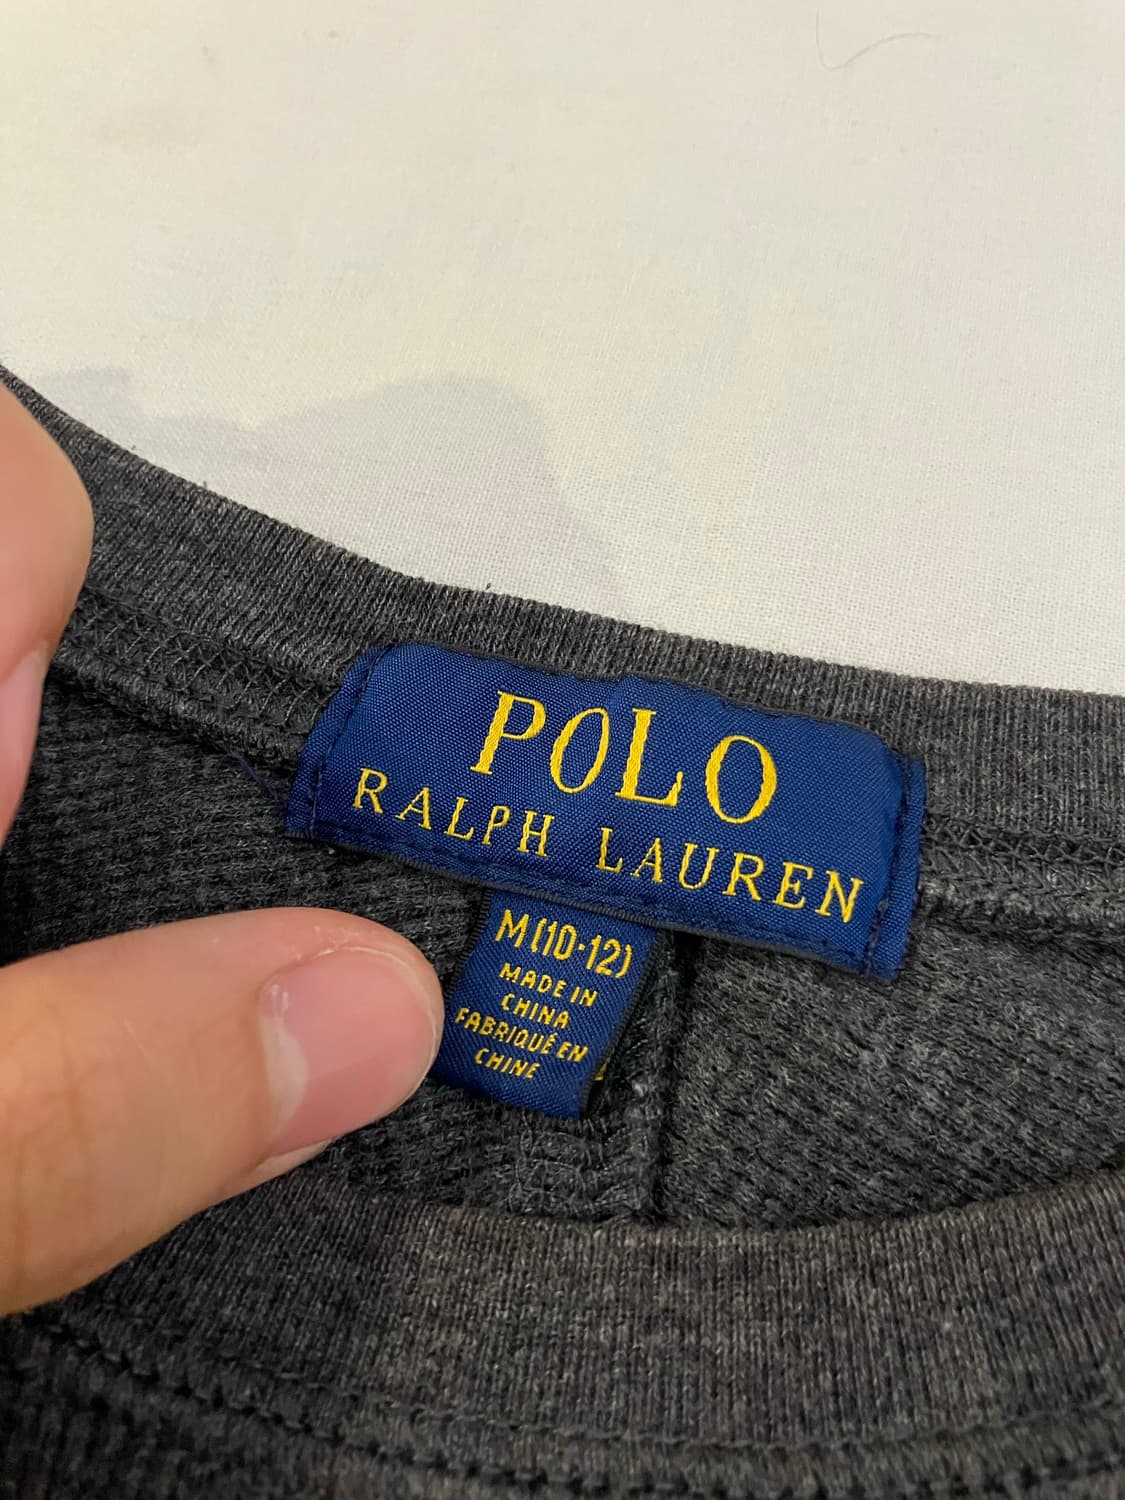 POLO
RALPH LAUREN
M (10-12)
MADE IN
CHINA
FABRIQUÉ EN
CHINE